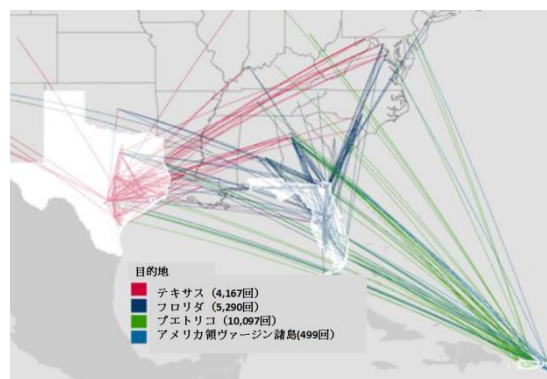 目的地
テキサス（4,167回）
フロリダ（5,290回）
プエトリコ（10,097回）
アメリカ領ヴァージン諸島(499回)